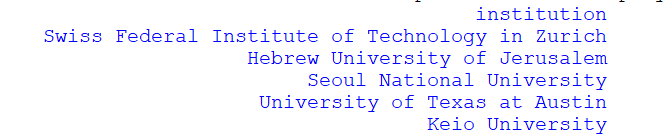 institution
Swiss Federal Institute of Technology in Zurich
Hebrew University of Jerusalem
Seoul National University
University of Texas at Austin
Keio University